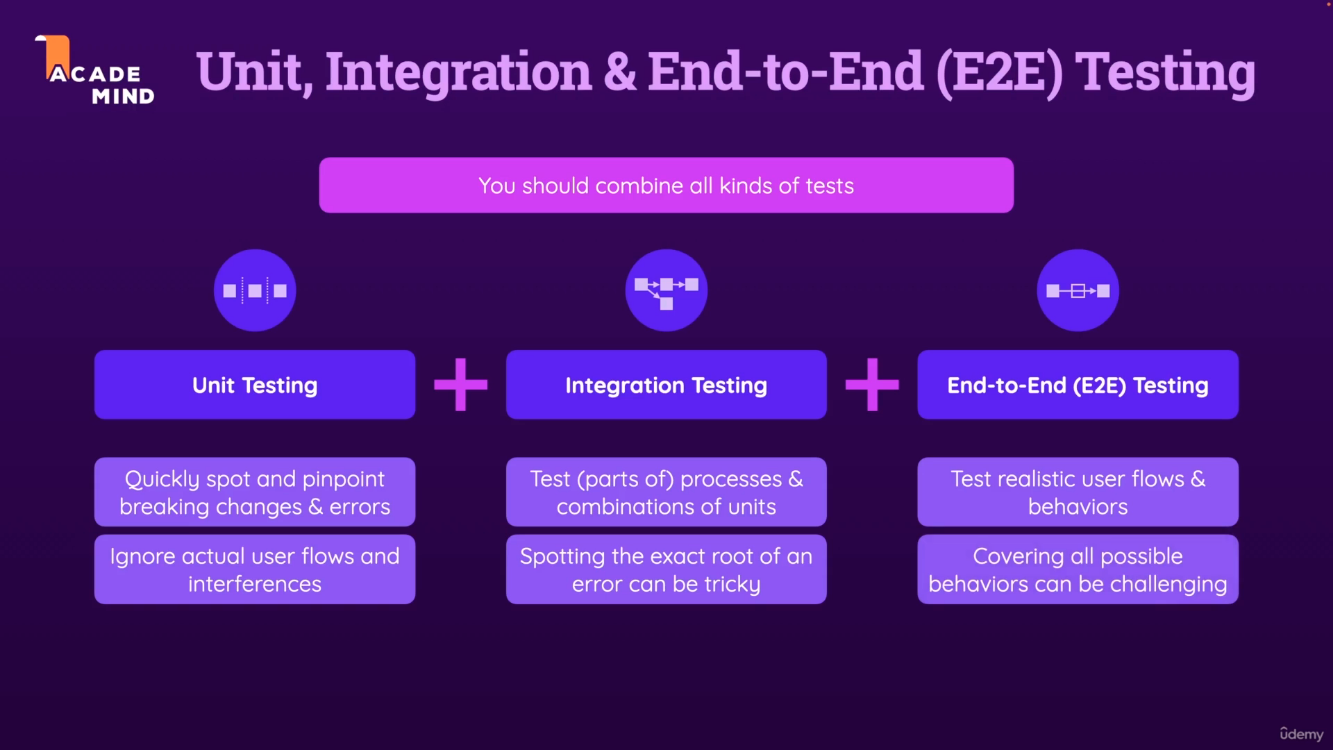 ACADE
MIND
Unit, Integration & End-to-End (E2E) Testing
You should combine all kinds of tests
Unit Testing
Integration Testing
End-to-End (E2E) Testing
Quickly spot and pinpoint
breaking changes & errors
Test (parts of) processes &
combinations of units
Test realistic user flows &
behaviors
Ignore actual user flows and
interferences
Spotting the exact root of an
error can be tricky
Covering all possible
behaviors can be challenging
ûdemy